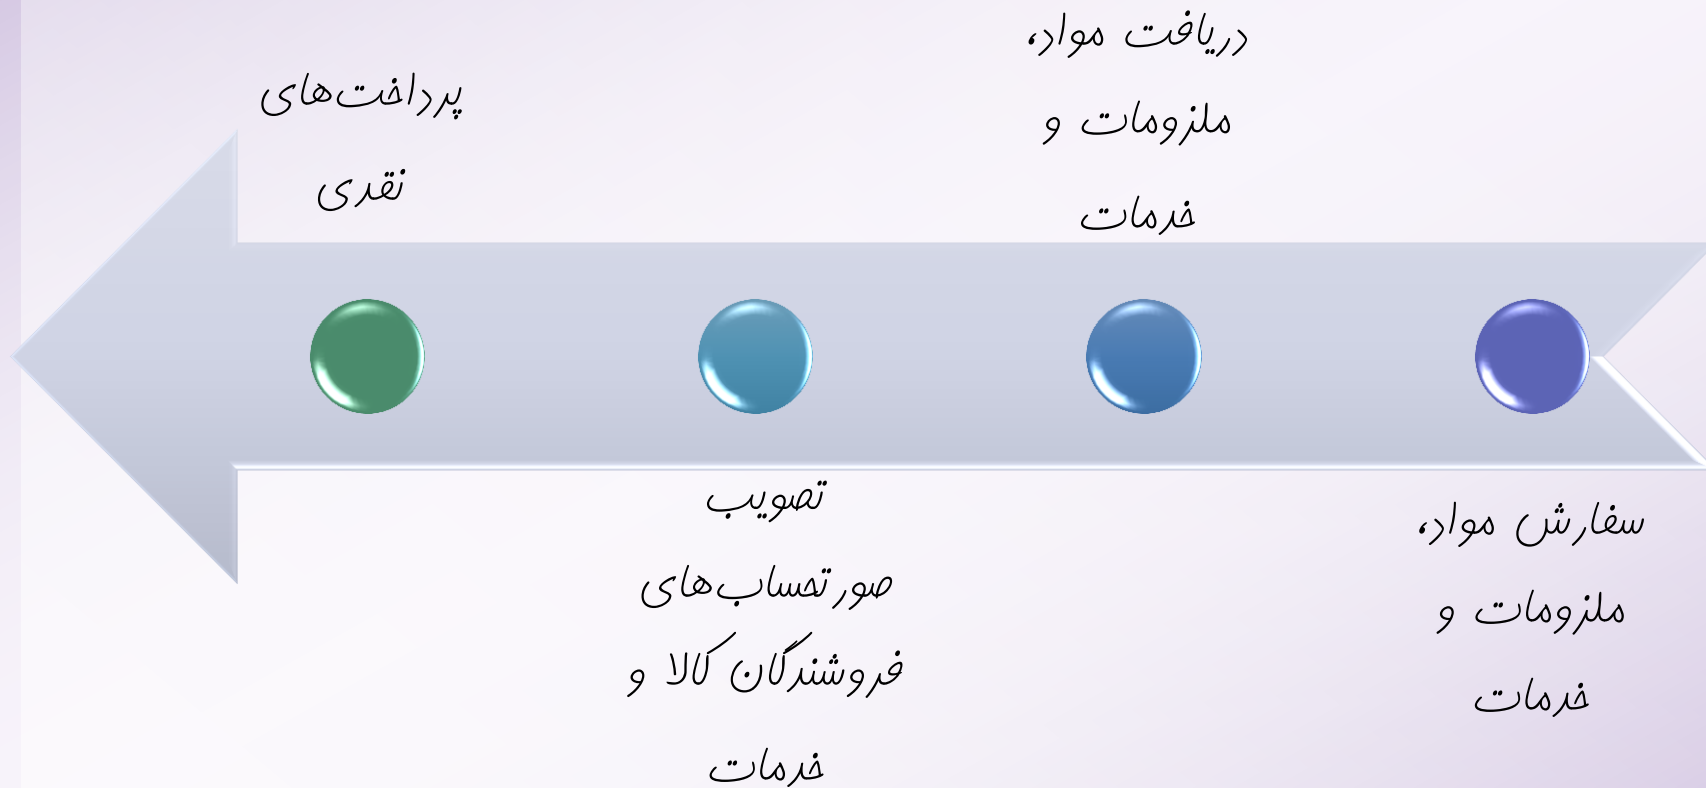 سفارش مواد،
ملزومات و
خدمات
دریافت مواد،
ملزومات و
خدمات
تصویب
صورتحساب‌های
فروشندگان کالا و
خدمات
پرداخت‌های
نقدی